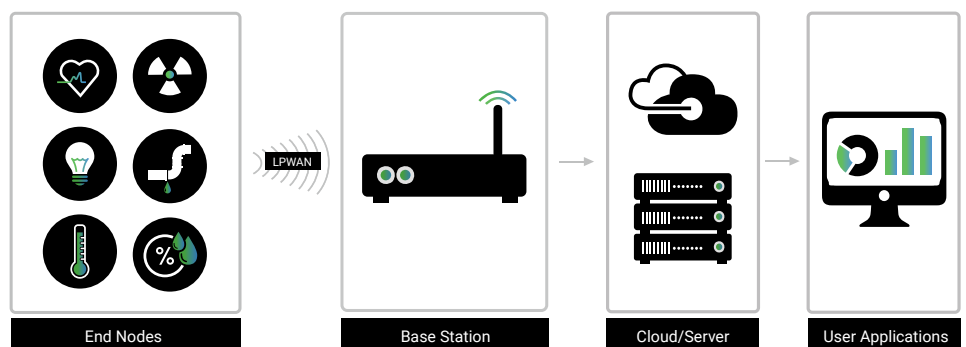 LPWAN
%
End Nodes
Base Station
Cloud/Server
User Applications